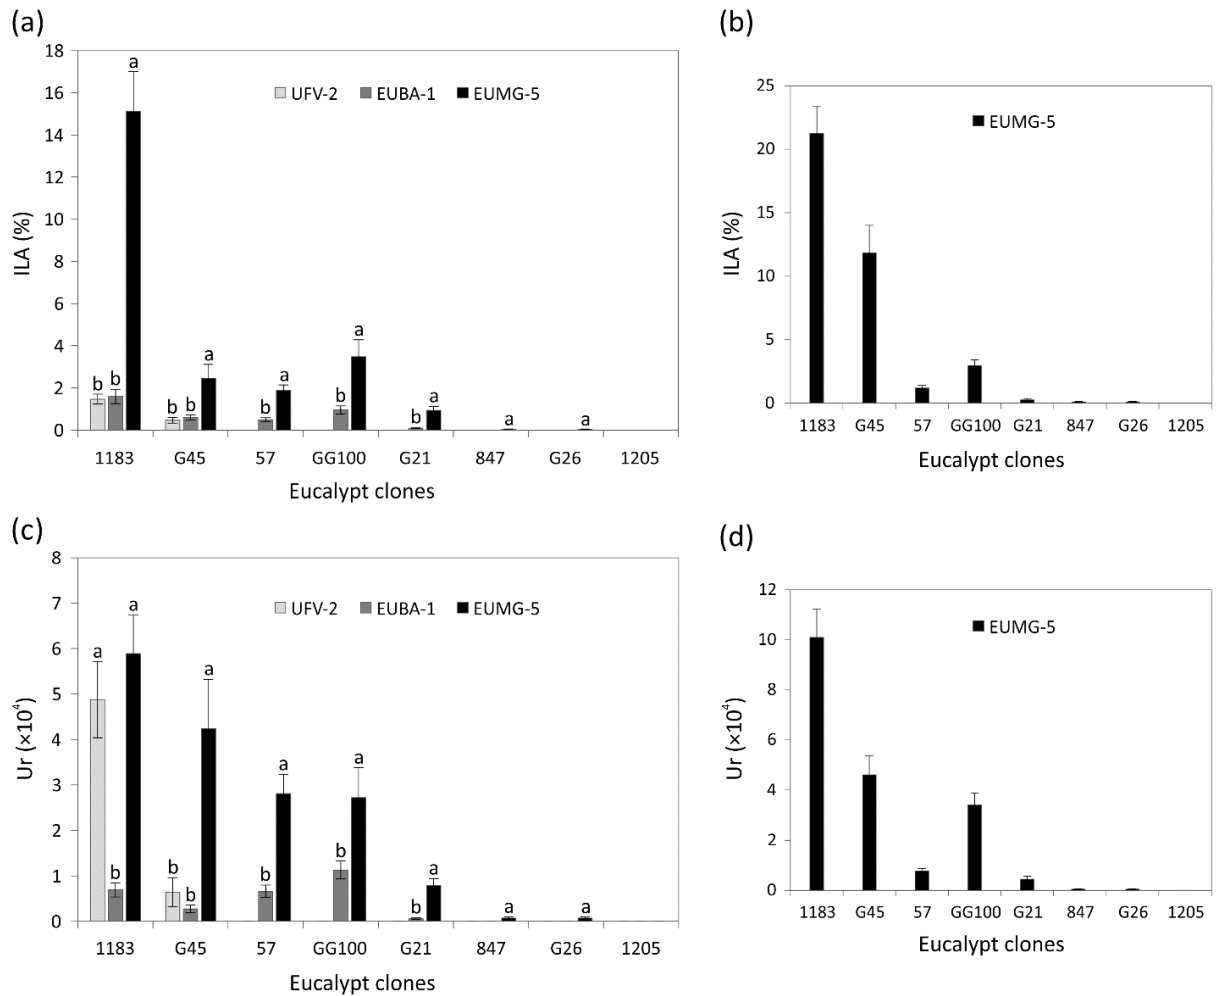 (a)
18
16
14
12
10
8
6
4
2
0
ILA (%)
UFV-2 EUBA-1 EUMG-5
b b a
b b a
b a
b a
b a
a
a
1183 G45 57 GG100 G21 847 G26 1205
Eucalypt clones
(b)
25
20
15
10
5
0
ILA (%)
EUMG-5
1183 G45 57 GG100 G21 847 G26 1205
Eucalypt clones
(c)
8
7
6
5
4
3
2
1
0
Ur (×10⁴)
UFV-2 EUBA-1 EUMG-5
a b a
b b a
b a
b a
b a
a
a
1183 G45 57 GG100 G21 847 G26 1205
Eucalypt clones
(d)
12
10
8
6
4
2
0
Ur (×10⁴)
EUMG-5
1183 G45 57 GG100 G21 847 G26 1205
Eucalypt clones